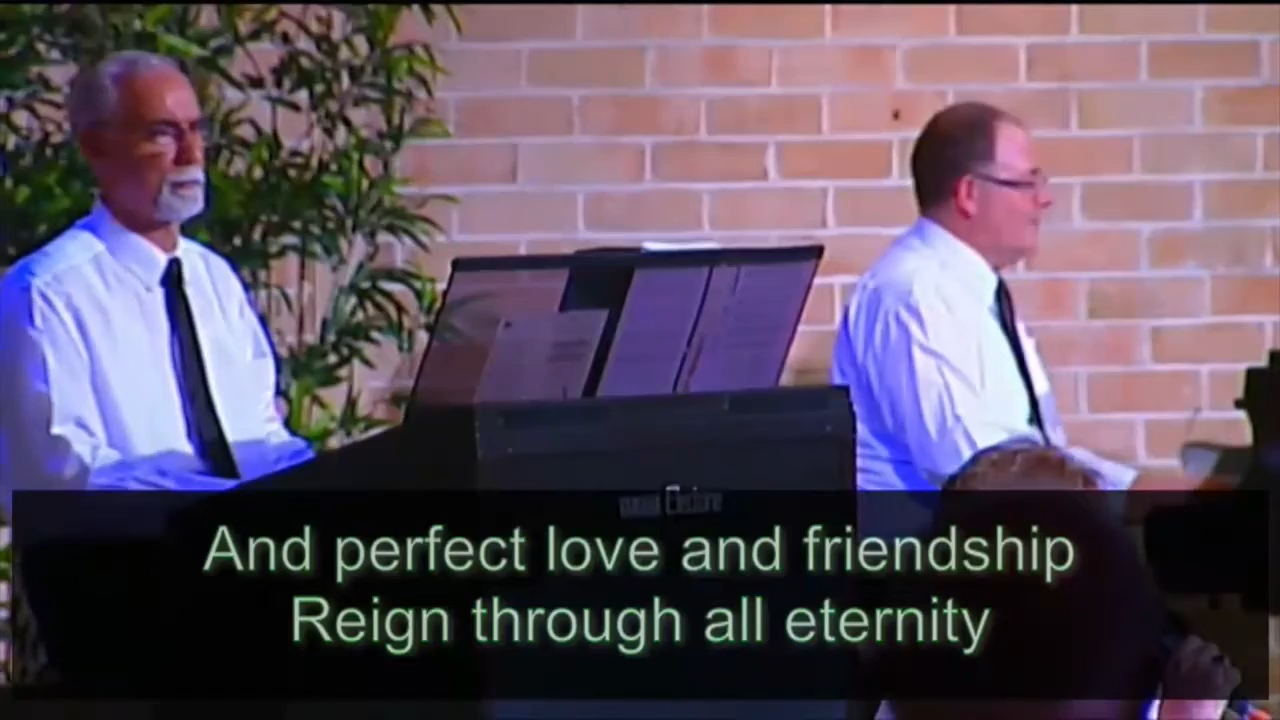 And perfect love and friendship
Reign through all eternity